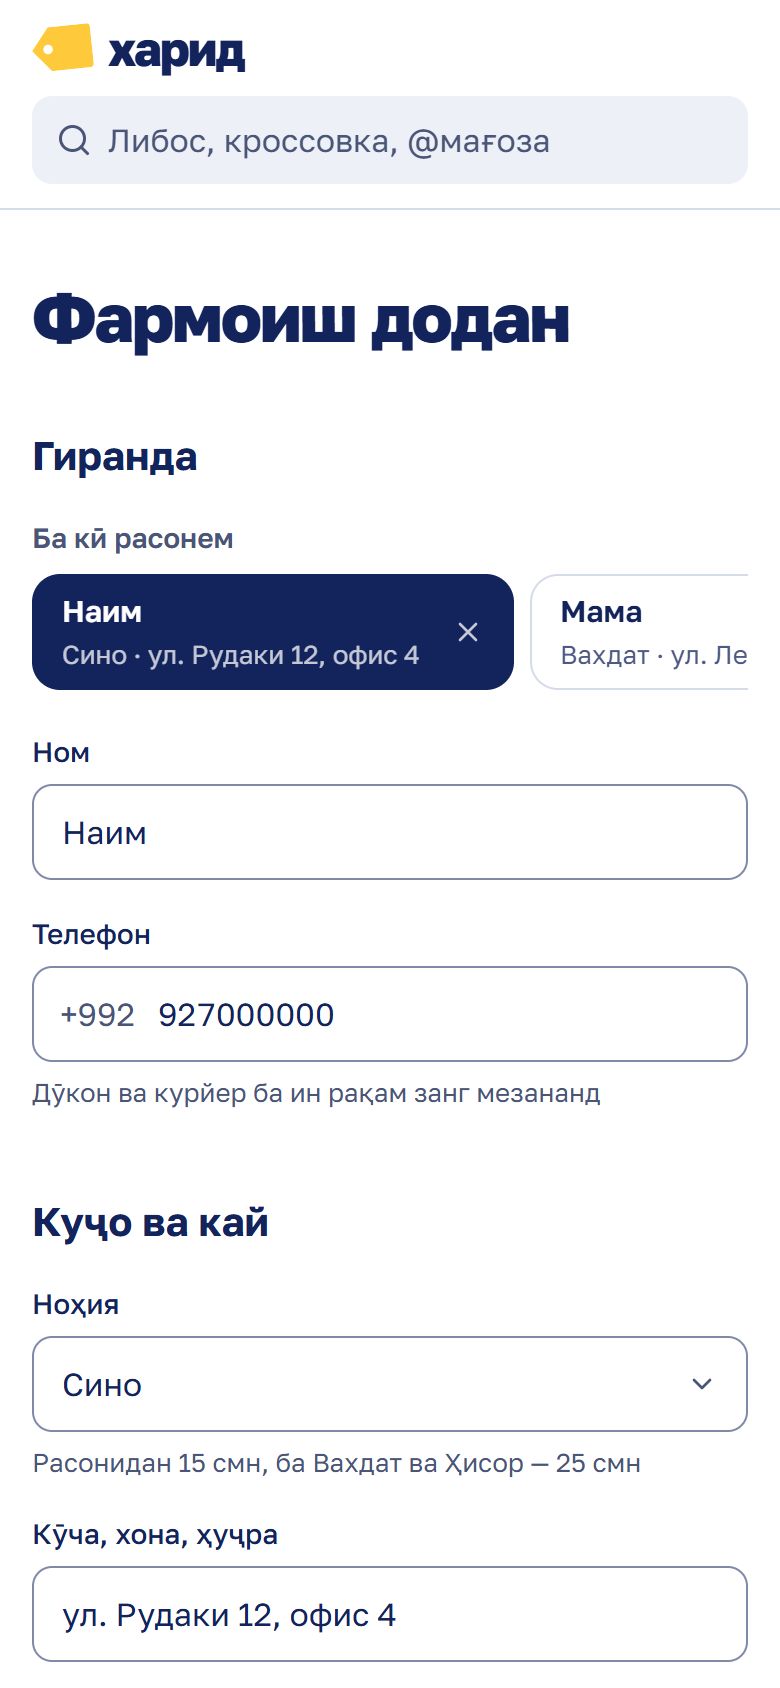 харид
Либос, кроссовка, @мағоза
Фармоиш додан
Гиранда
Ба кӣ расонем
Наим
Сино · ул. Рудаки 12, офис 4
Мама
Вахдат · ул. Ле
Ном
Наим
Телефон
+992 927000000
Дӯкон ва курйер ба ин рақам занг мезананд
Куҷо ва кай
Ноҳия
Сино
Расонидан 15 смн, ба Вахдат ва Ҳисор — 25 смн
Кӯча, хона, ҳуҷра
ул. Рудаки 12, офис 4